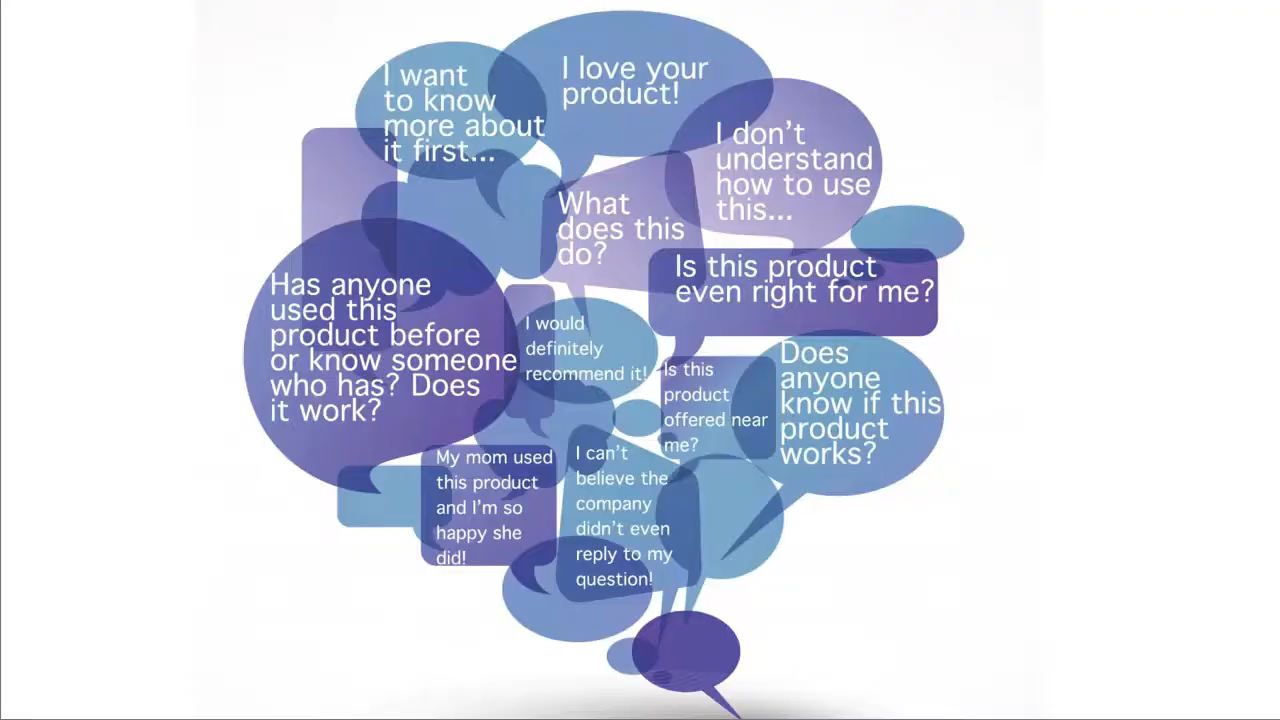 I want
to know
more about
it first...
I love your
product!
I don't
understand
how to use
this...
What
does this
do?
Is this product
even right for me?
Has anyone
used this
product before
or know someone
who has? Does
it work?
I would
definitely
recommend it!
Is this
product
offered near
me?
Does
anyone
know if this
product
works?
My mom used
this product
and I'm so
happy she
did!
I can't
believe the
company
didn't even
reply to my
question!